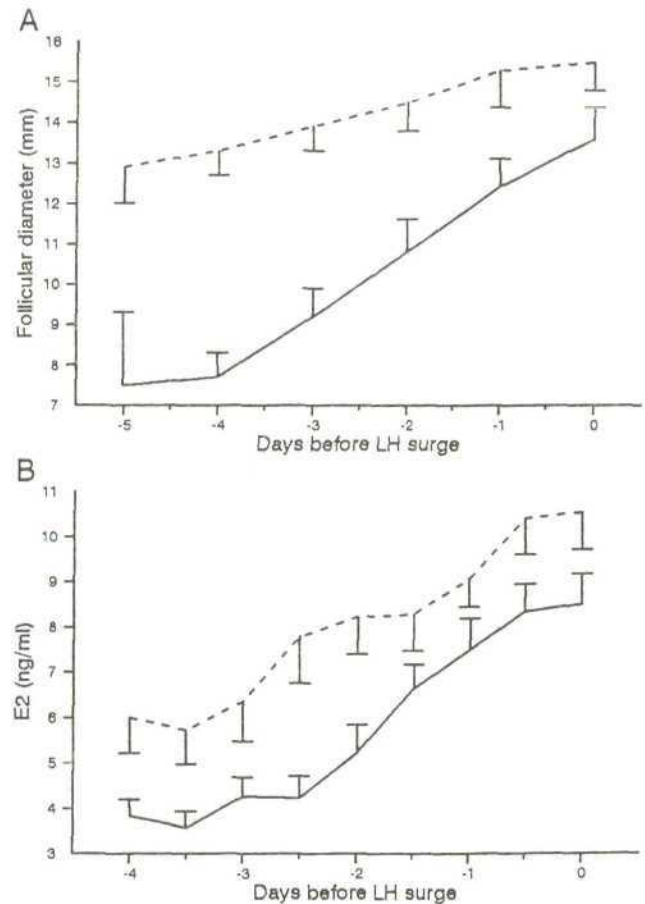 A
16
15
14
13
12
11
10
9
8
7
Follicular diameter (mm)
-5 -4 -3 -2 -1 0
Days before LH surge
B
11
10
9
8
7
6
5
4
3
E2 (ng/ml)
-4 -3 -2 -1 0
Days before LH surge